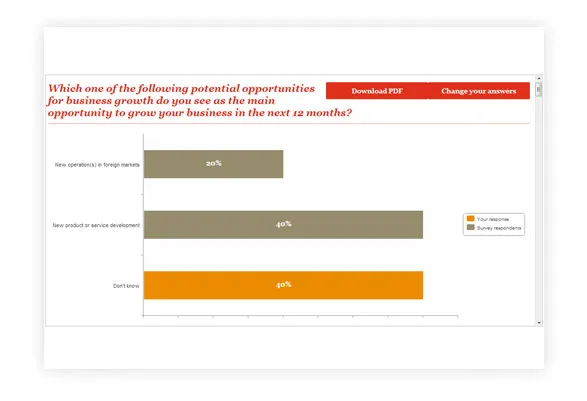 Which one of the following potential opportunities
for business growth do you see as the main
opportunity to grow your business in the next 12 months?
Download PDF
Change your answers
New operation(s) in foreign markets
20%
New product or service development
40%
Don't know
40%
Your response
Survey respondents